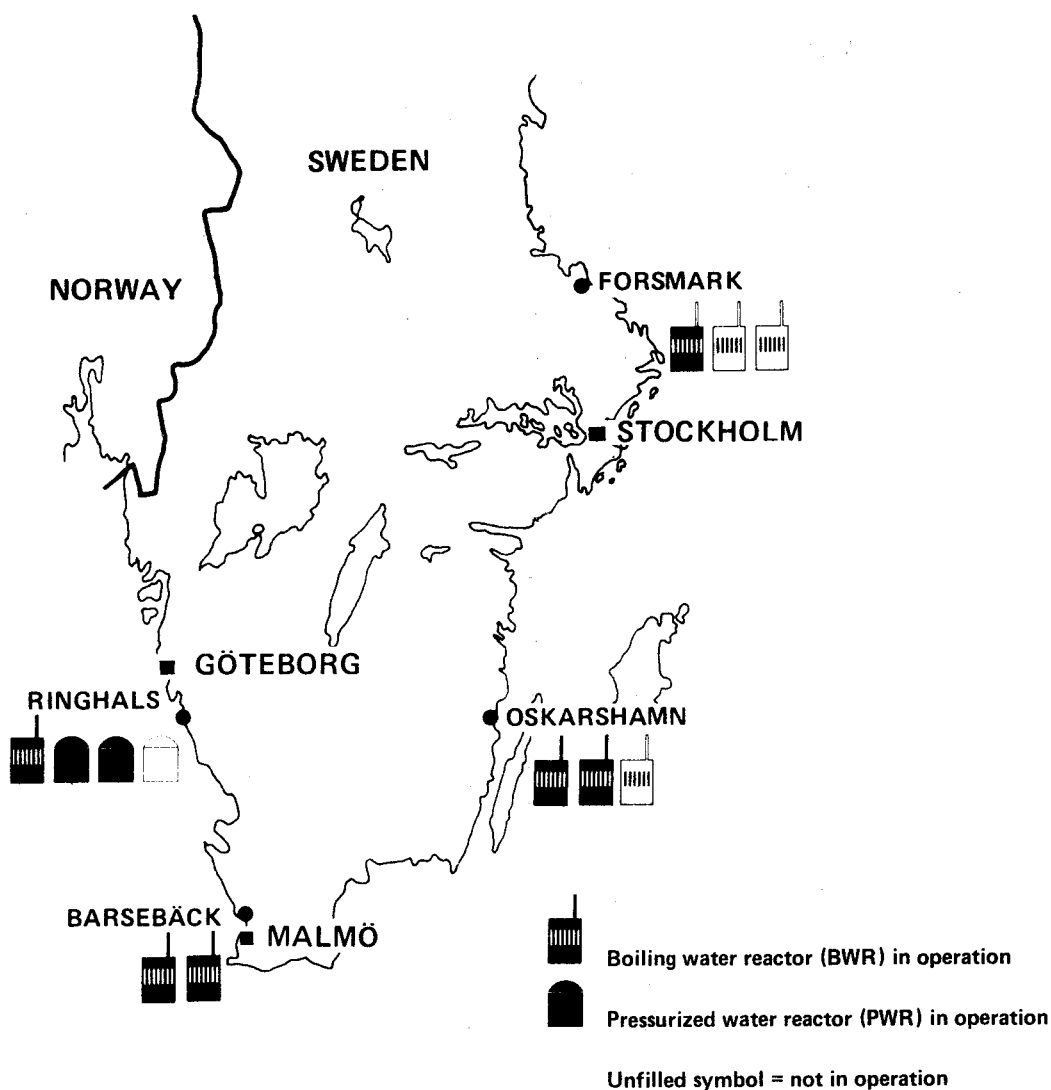 SWEDEN
NORWAY
FORSMARK
STOCKHOLM
GÖTEBORG
RINGHALS
OSKARSHAMN
BARSEBÄCK
MALMÖ
Boiling water reactor (BWR) in operation
Pressurized water reactor (PWR) in operation
Unfilled symbol = not in operation